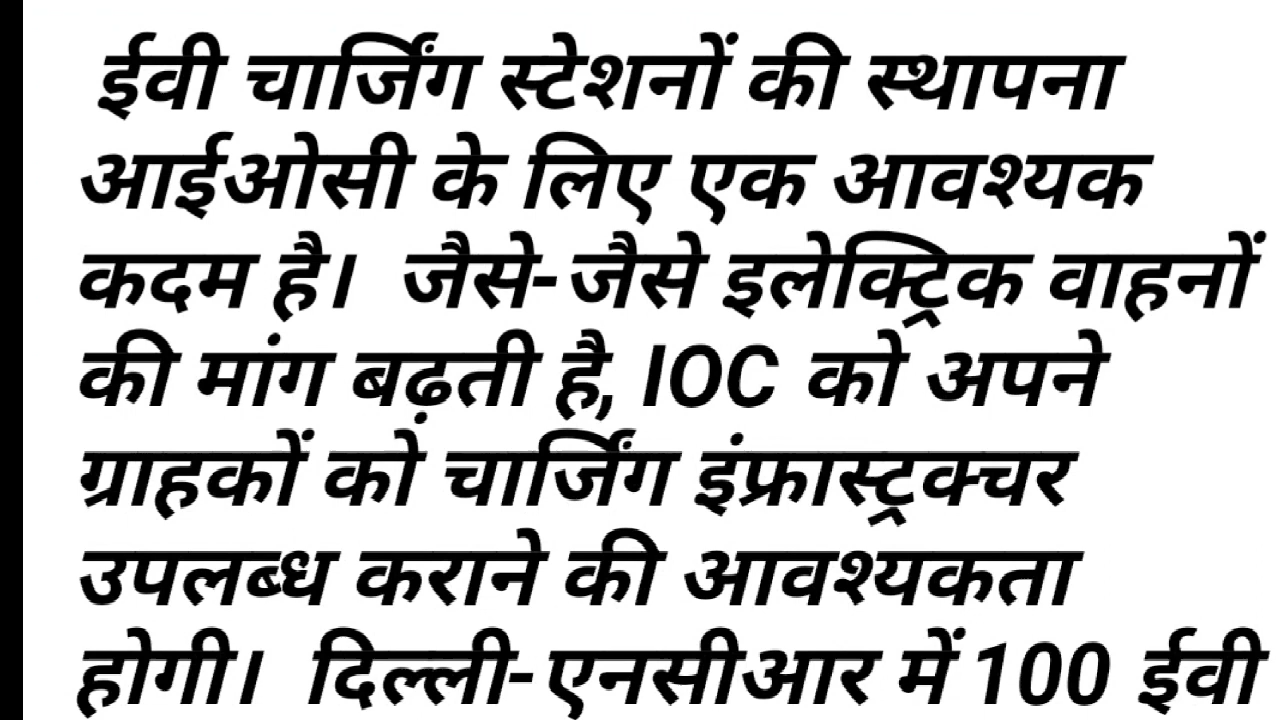 ईवी चार्जिंग स्टेशनों की स्थापना
आईओसी के लिए एक आवश्यक
कदम है। जैसे-जैसे इलेक्ट्रिक वाहनों
की मांग बढ़ती है, IOC को अपने
ग्राहकों को चार्जिंग इंफ्रास्ट्रक्चर
उपलब्ध कराने की आवश्यकता
होगी। दिल्ली-एनसीआर में 100 ईवी